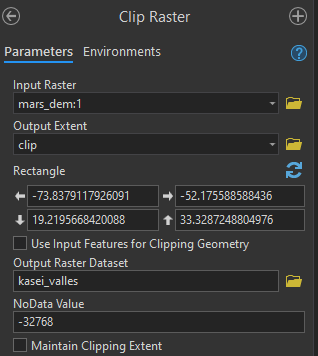 Clip Raster
Parameters Environments
Input Raster
mars_dem:1
Output Extent
clip
Rectangle
-73.8379117926091 -52.175588588436
19.2195668420088 33.3287248804976
Use Input Features for Clipping Geometry
Output Raster Dataset
kasei_valles
NoData Value
-32768
Maintain Clipping Extent